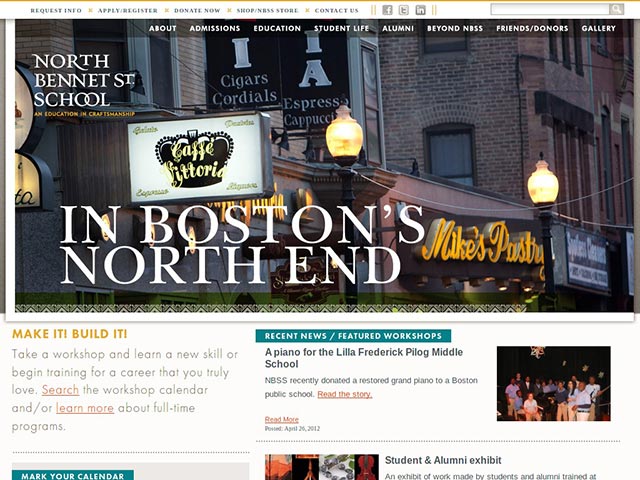 REQUEST INFO × APPLY/REGISTER × DONATE NOW × SHOP/NBSS STORE × CONTACT US
ABOUT ADMISSIONS EDUCATION STUDENT LIFE ALUMNI BEYOND NBSS FRIENDS/DONORS GALLERY
NORTH
BENNET ST.
SCHOOL
AN EDUCATION IN CRAFTSMANSHIP
Cigars
Cordials
Espresso
Cappuccino
Gelato Pastries
Caffé
Vittoria
Espresso Liquors
Mike's Pastry
IN BOSTON'S
NORTH END
MAKE IT! BUILD IT!
Take a workshop and learn a new skill or
begin training for a career that you truly
love. Search the workshop calendar
and/or learn more about full-time
programs.
MARK YOUR CALENDAR
RECENT NEWS / FEATURED WORKSHOPS
A piano for the Lilla Frederick Pilog Middle
School
NBSS recently donated a restored grand piano to a Boston
public school. Read the story.
Read More
Posted: April 26, 2012
Student & Alumni exhibit
An exhibit of work made by students and alumni trained at